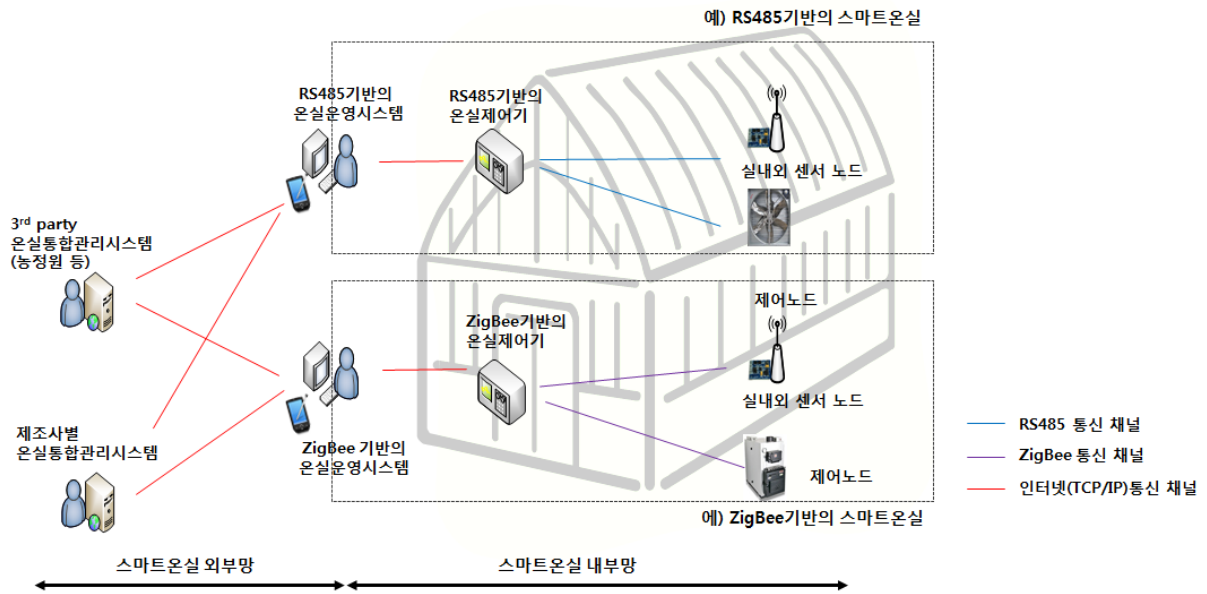 예) RS485기반의 스마트온실
RS485기반의
온실운영시스템
RS485기반의
온실제어기
실내외 센서 노드
3rd party
온실통합관리시스템
(농정원 등)
제어노드
ZigBee기반의
온실제어기
실내외 센서 노드
제조사별
온실통합관리시스템
ZigBee 기반의
온실운영시스템
제어노드
RS485 통신 채널
ZigBee 통신 채널
인터넷(TCP/IP)통신 채널
에) ZigBee기반의 스마트온실
스마트온실 외부망
스마트온실 내부망